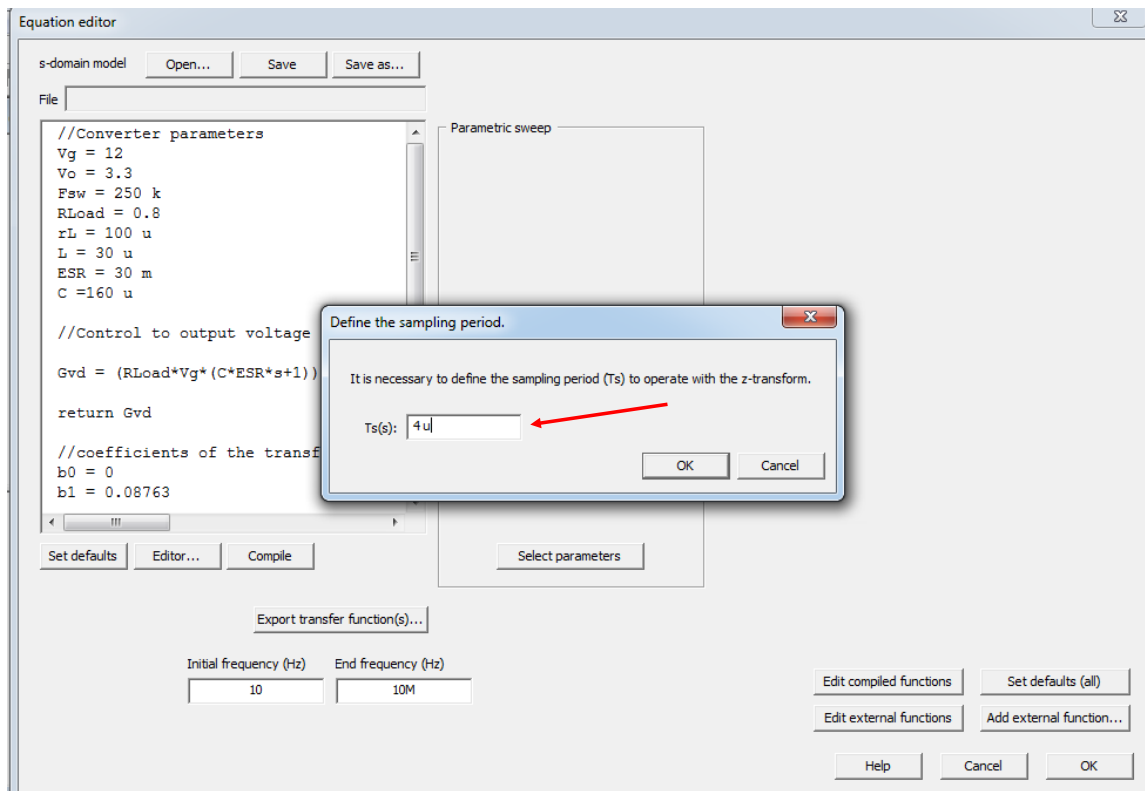 Equation editor
s-domain model
Open...
Save
Save as...
File
//Converter parameters
Vg = 12
Vo = 3.3
Fsw = 250 k
RLoad = 0.8
rL = 100 u
L = 30 u
ESR = 30 m
C =160 u
//Control to output voltage
Gvd = (RLoad*Vg*(C*ESR*s+1))
return Gvd
//coefficients of the transf
b0 = 0
b1 = 0.08763
Parametric sweep
Define the sampling period.
It is necessary to define the sampling period (Ts) to operate with the z-transform.
Ts(s):
4u
OK
Cancel
Set defaults
Editor...
Compile
Select parameters
Export transfer function(s)...
Initial frequency (Hz)
End frequency (Hz)
10
10M
Edit compiled functions
Set defaults (all)
Edit external functions
Add external function...
Help
Cancel
OK